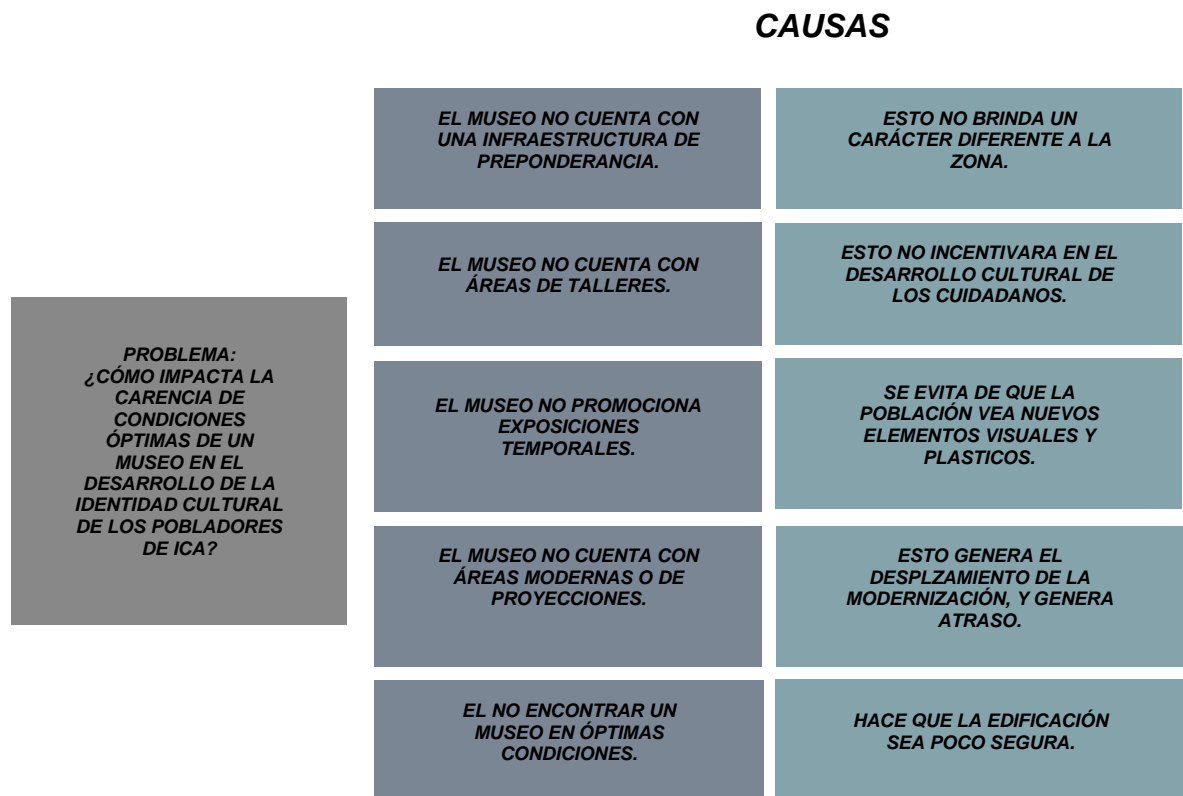 CAUSAS
EL MUSEO NO CUENTA CON
UNA INFRAESTRUCTURA DE
PREPONDERANCIA.
ESTO NO BRINDA UN
CARÁCTER DIFERENTE A LA
ZONA.
EL MUSEO NO CUENTA CON
ÁREAS DE TALLERES.
ESTO NO INCENTIVARA EN EL
DESARROLLO CULTURAL DE
LOS CUIDADANOS.
PROBLEMA:
¿CÓMO IMPACTA LA
CARENCIA DE
CONDICIONES
ÓPTIMAS DE UN
MUSEO EN EL
DESARROLLO DE LA
IDENTIDAD CULTURAL
DE LOS POBLADORES
DE ICA?
EL MUSEO NO PROMOCIONA
EXPOSICIONES
TEMPORALES.
SE EVITA DE QUE LA
POBLACIÓN VEA NUEVOS
ELEMENTOS VISUALES Y
PLASTICOS.
EL MUSEO NO CUENTA CON
ÁREAS MODERNAS O DE
PROYECCIONES.
ESTO GENERA EL
DESPLZAMIENTO DE LA
MODERNIZACIÓN, Y GENERA
ATRASO.
EL NO ENCONTRAR UN
MUSEO EN ÓPTIMAS
CONDICIONES.
HACE QUE LA EDIFICACIÓN
SEA POCO SEGURA.